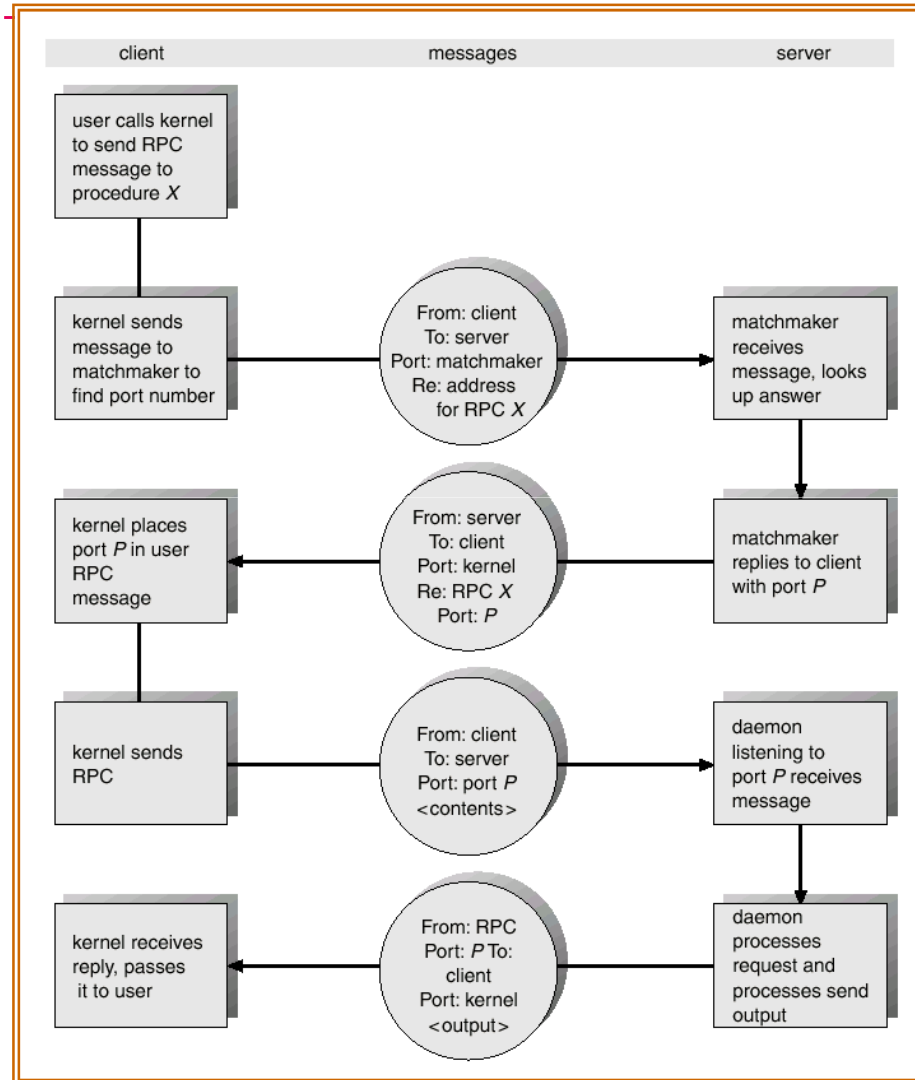 client
messages
server
user calls kernel
to send RPC
message to
procedure X
kernel sends
message to
matchmaker to
find port number
From: client
To: server
Port: matchmaker
Re: address
for RPC X
matchmaker
receives
message, looks
up answer
kernel places
port P in user
RPC
message
From: server
To: client
Port: kernel
Re: RPC X
Port: P
matchmaker
replies to client
with port P
kernel sends
RPC
From: client
To: server
Port: port P
<contents>
daemon
listening to
port P receives
message
kernel receives
reply, passes
it to user
From: RPC
Port: P To:
client
Port: kernel
<output>
daemon
processes
request and
processes send
output